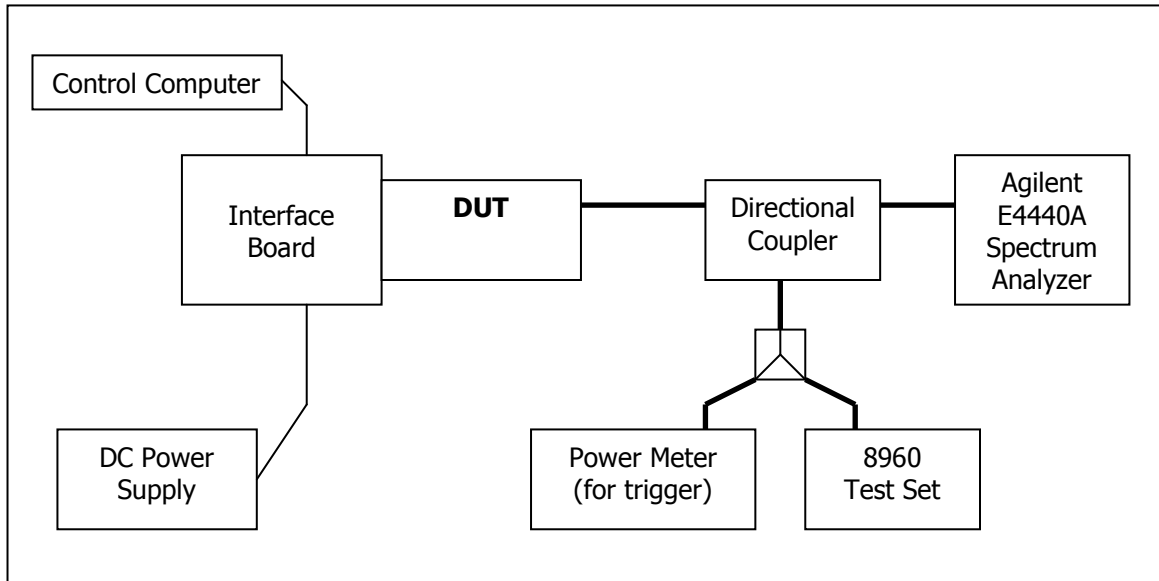 Control Computer
Interface
Board
DUT
Directional
Coupler
Agilent
E4440A
Spectrum
Analyzer
DC Power
Supply
Power Meter
(for trigger)
8960
Test Set